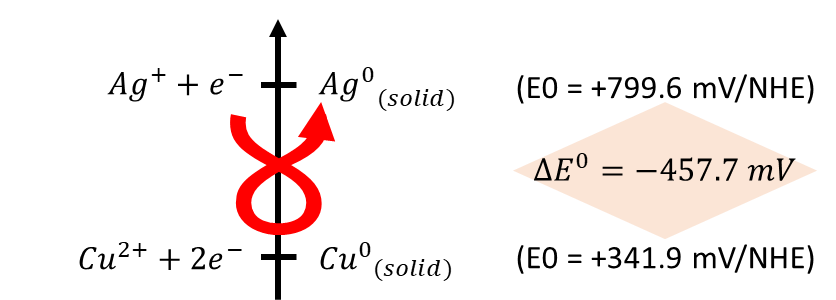 Ag⁺ + e⁻ Ag⁰₍solid₎ (E0 = +799.6 mV/NHE)
ΔE⁰ = −457.7 mV
Cu²⁺ + 2e⁻ Cu⁰₍solid₎ (E0 = +341.9 mV/NHE)